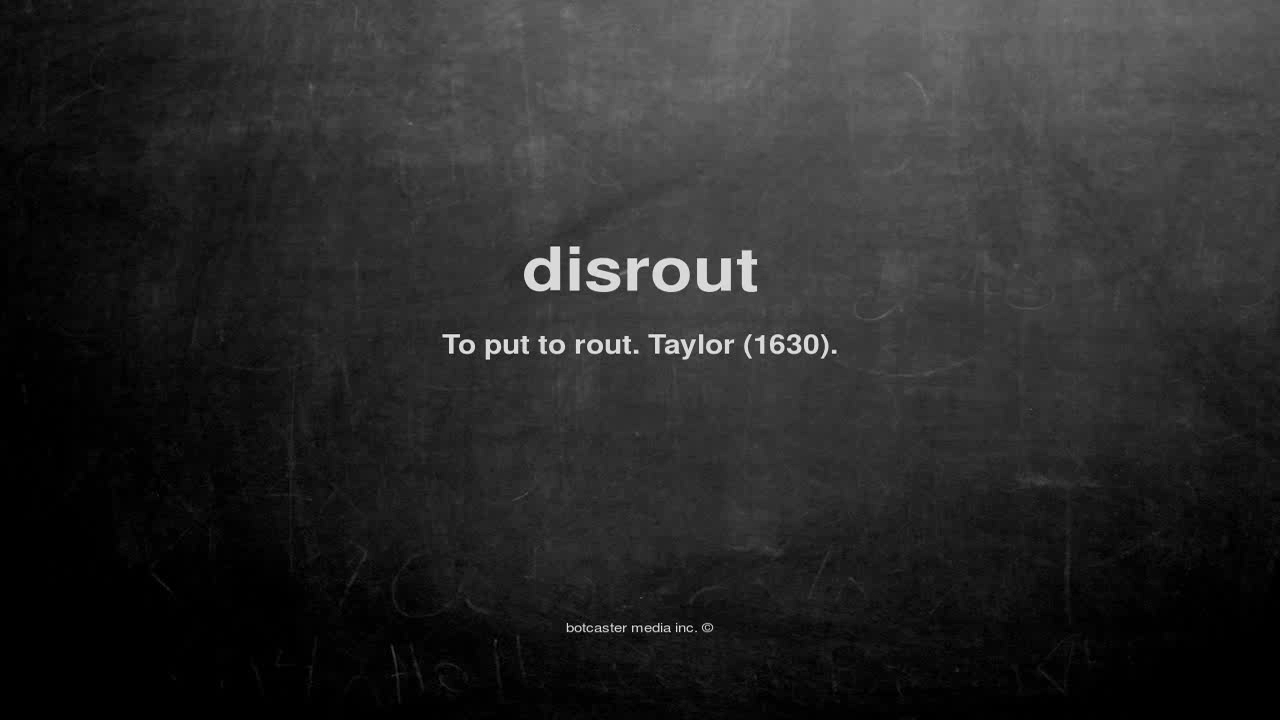 disrout
To put to rout. Taylor (1630).
botcaster media inc. ©